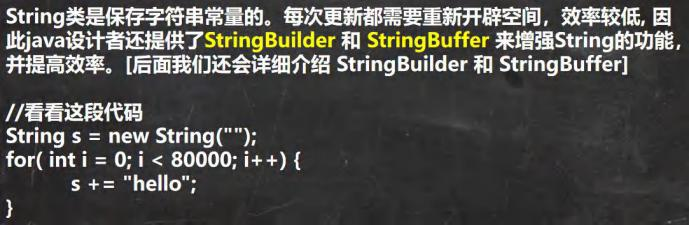 String类是保存字符串常量的。每次更新都需要重新开辟空间，效率较低, 因
此java设计者还提供了StringBuilder 和 StringBuffer 来增强String的功能，
并提高效率。[后面我们还会详细介绍 StringBuilder 和 StringBuffer]
//看看这段代码
String s = new String("");
for( int i = 0; i < 80000; i++) {
s += "hello";
}